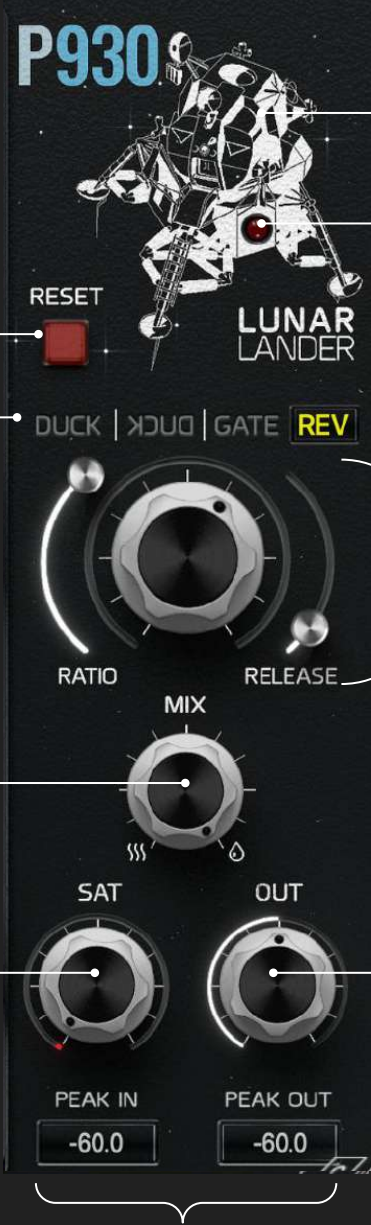 P930
RESET
LUNAR
LANDER
DUCK | DUCK | GATE REV
RATIO
RELEASE
MIX
SAT
OUT
PEAK IN
PEAK OUT
-60.0
-60.0